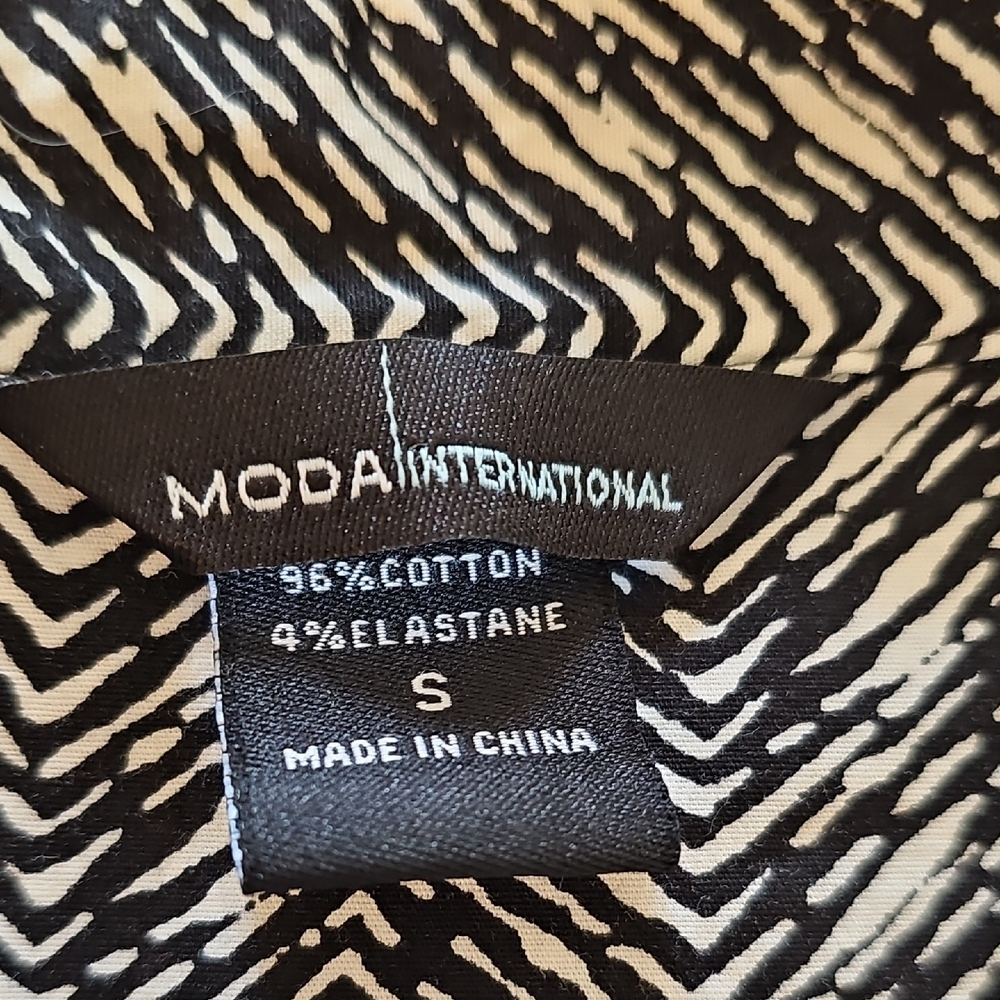 MODA INTERNATIONAL
96%COTTON
4%ELASTANE
S
MADE IN CHINA